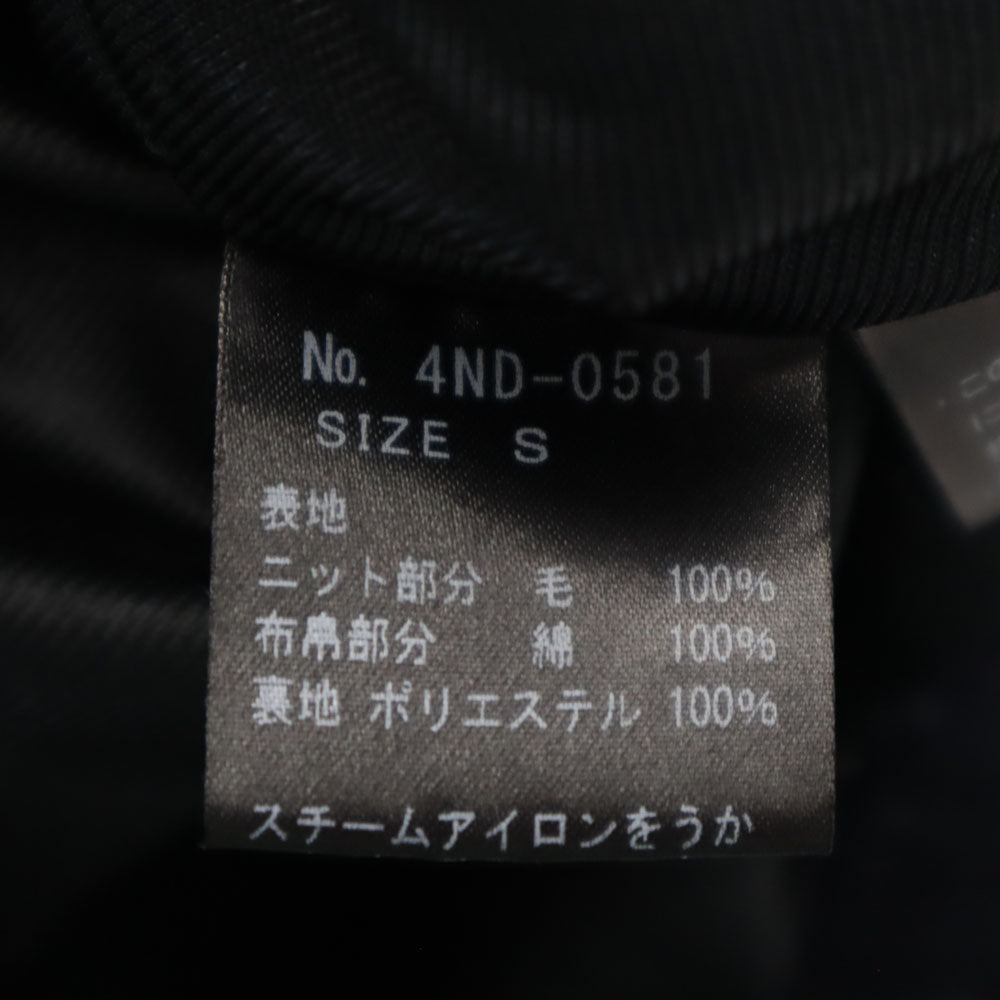 No. 4ND-0581
SIZE S
表地
ニット部分 毛 100%
布帛部分 綿 100%
裏地 ポリエステル 100%
スチームアイロンをうか